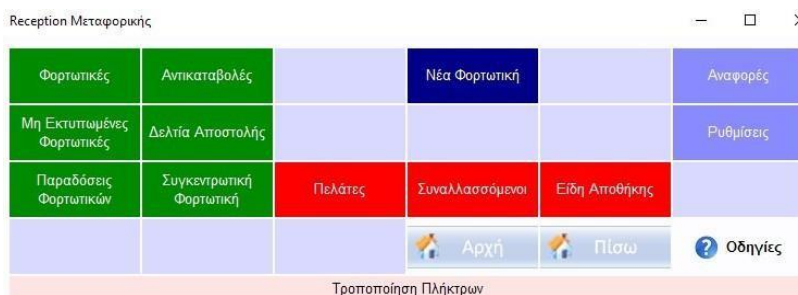 Reception Μεταφορικής
Φορτωτικές Αντικαταβολές Νέα Φορτωτική Αναφορές
Μη Εκτυπωμένες
Φορτωτικές Δελτία Αποστολής Ρυθμίσεις
Παραδόσεις
Φορτωτικών Συγκεντρωτική
Φορτωτική Πελάτες Συναλλασσόμενοι Είδη Αποθήκης
Αρχή Πίσω ? Οδηγίες
Τροποποίηση Πλήκτρων